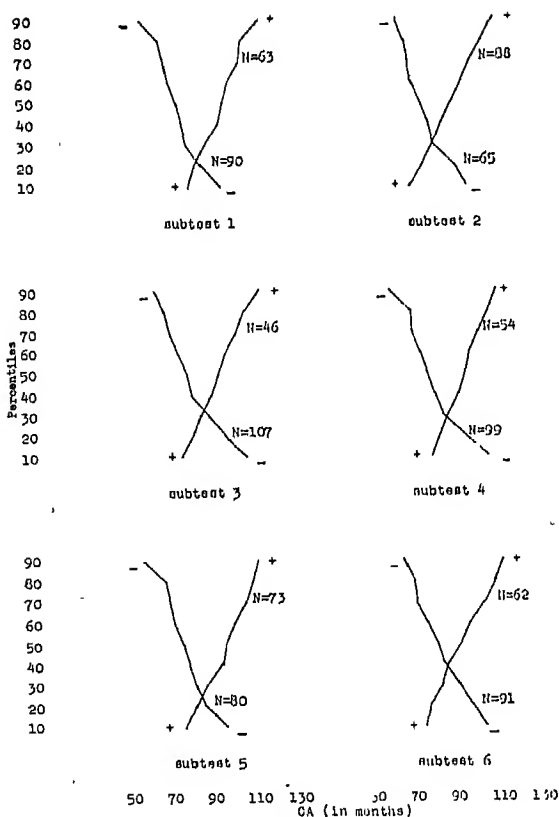 90
80
70
60
50
40
30
20
10
−
+
N=63
N=90
+
−
subtest 1
−
+
N=88
N=65
+
−
subtest 2
Percentiles
90
80
70
60
50
40
30
20
10
−
+
N=46
N=107
+
−
subtest 3
−
+
N=54
N=99
+
−
subtest 4
90
80
70
60
50
40
30
20
10
−
+
N=73
N=80
+
−
subtest 5
−
+
N=62
N=91
+
−
subtest 6
50 70 90 110 130 50 70 90 110 130
CA (in months)